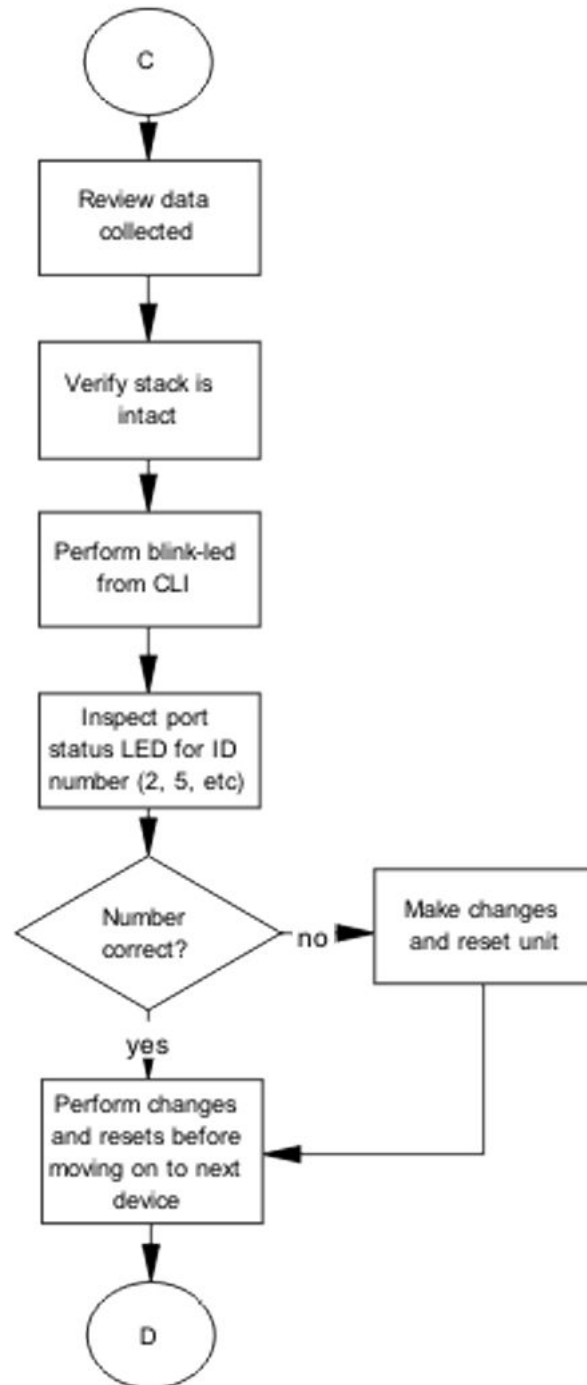 C
Review data
collected
Verify stack is
intact
Perform blink-led
from CLI
Inspect port
status LED for ID
number (2, 5, etc)
Number
correct?
no
Make changes
and reset unit
yes
Perform changes
and resets before
moving on to next
device
D